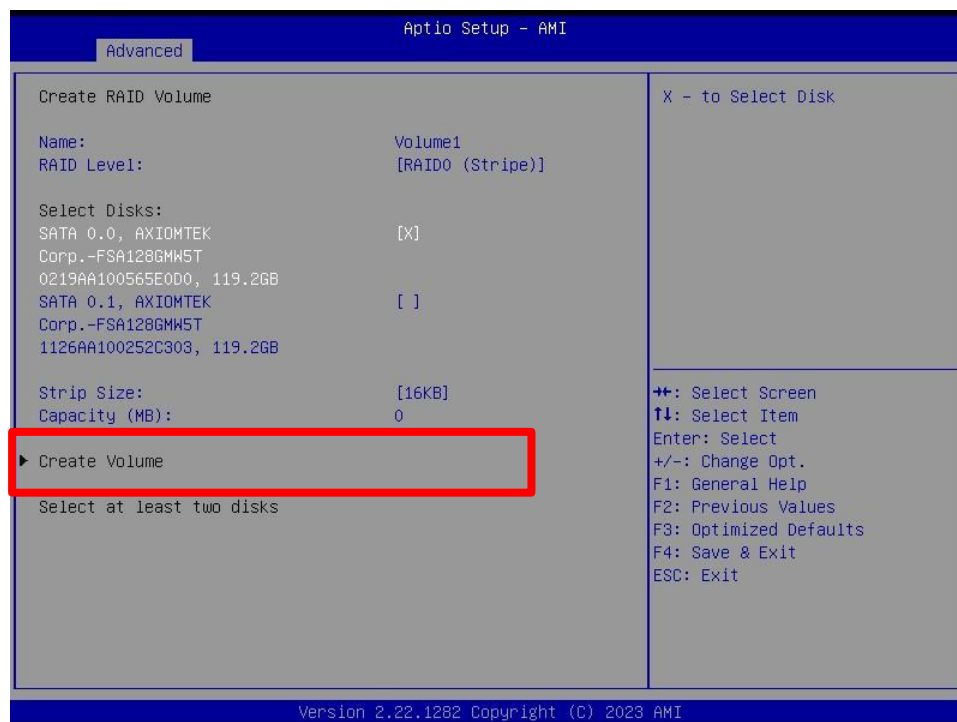 Aptio Setup – AMI
Advanced
Create RAID Volume
Name: Volume1
RAID Level: [RAID0 (Stripe)]
Select Disks:
SATA 0.0, AXIOMTEK [X]
Corp.-FSA128GMW5T
0219AA100565E0D0, 119.2GB
SATA 0.1, AXIOMTEK [ ]
Corp.-FSA128GMW5T
1126AA100252C303, 119.2GB
Strip Size: [16KB]
Capacity (MB): 0
▶ Create Volume
Select at least two disks
X – to Select Disk
→←: Select Screen
↑↓: Select Item
Enter: Select
+/-: Change Opt.
F1: General Help
F2: Previous Values
F3: Optimized Defaults
F4: Save & Exit
ESC: Exit
Version 2.22.1282 Copyright (C) 2023 AMI